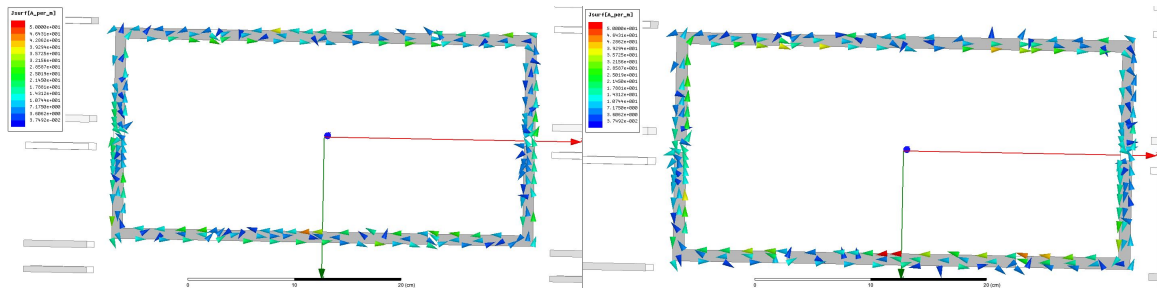 Jsurf[A_per_m]
5.0000e+001
4.6431e+001
4.2862e+001
3.9294e+001
3.5725e+001
3.2156e+001
2.8587e+001
2.5019e+001
2.1450e+001
1.7881e+001
1.4312e+001
1.0744e+001
7.1750e+000
3.6062e+000
3.7492e-002
0
10
20 (cm)
Jsurf[A_per_m]
5.0000e+001
4.6431e+001
4.2862e+001
3.9294e+001
3.5725e+001
3.2156e+001
2.8587e+001
2.5019e+001
2.1450e+001
1.7881e+001
1.4312e+001
1.0744e+001
7.1750e+000
3.6062e+000
3.7492e-002
0
10
20 (cm)